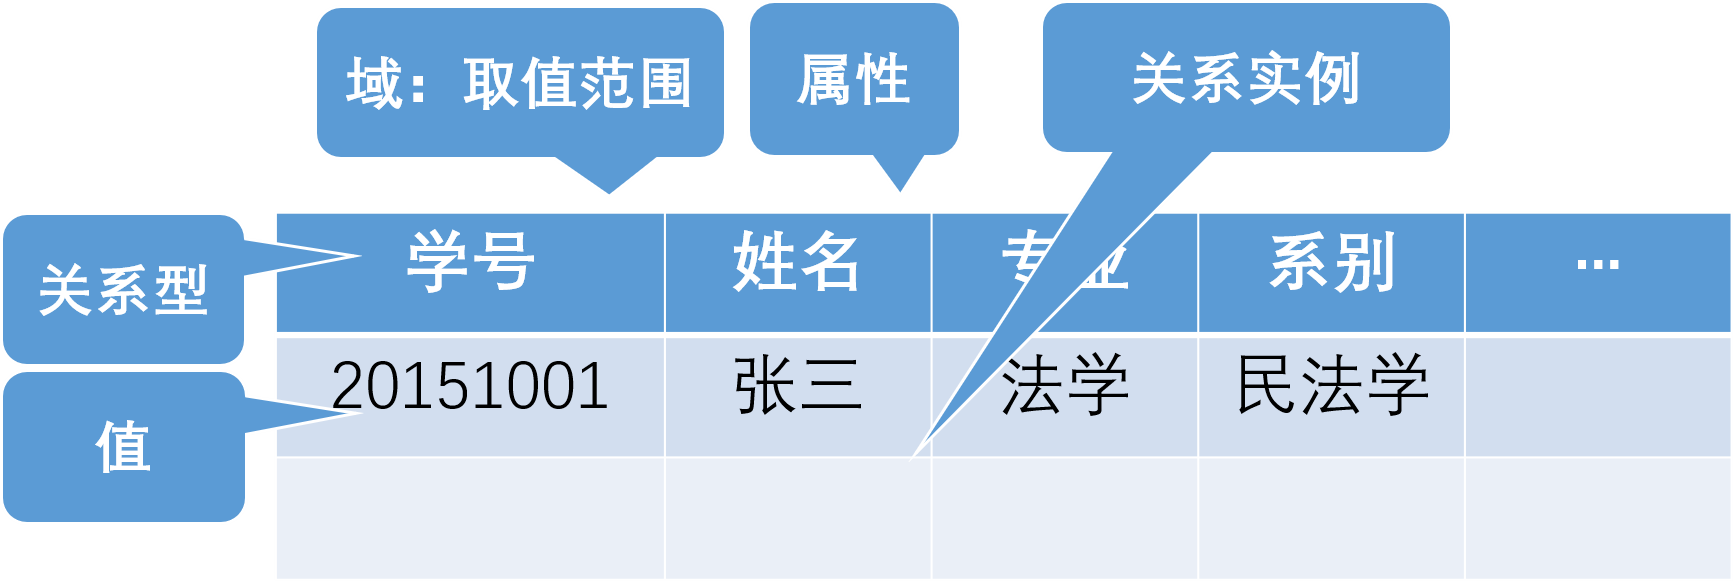 域：取值范围
属性
关系实例
关系型
学号 姓名 专业 系别 ...
值
20151001 张三 法学 民法学